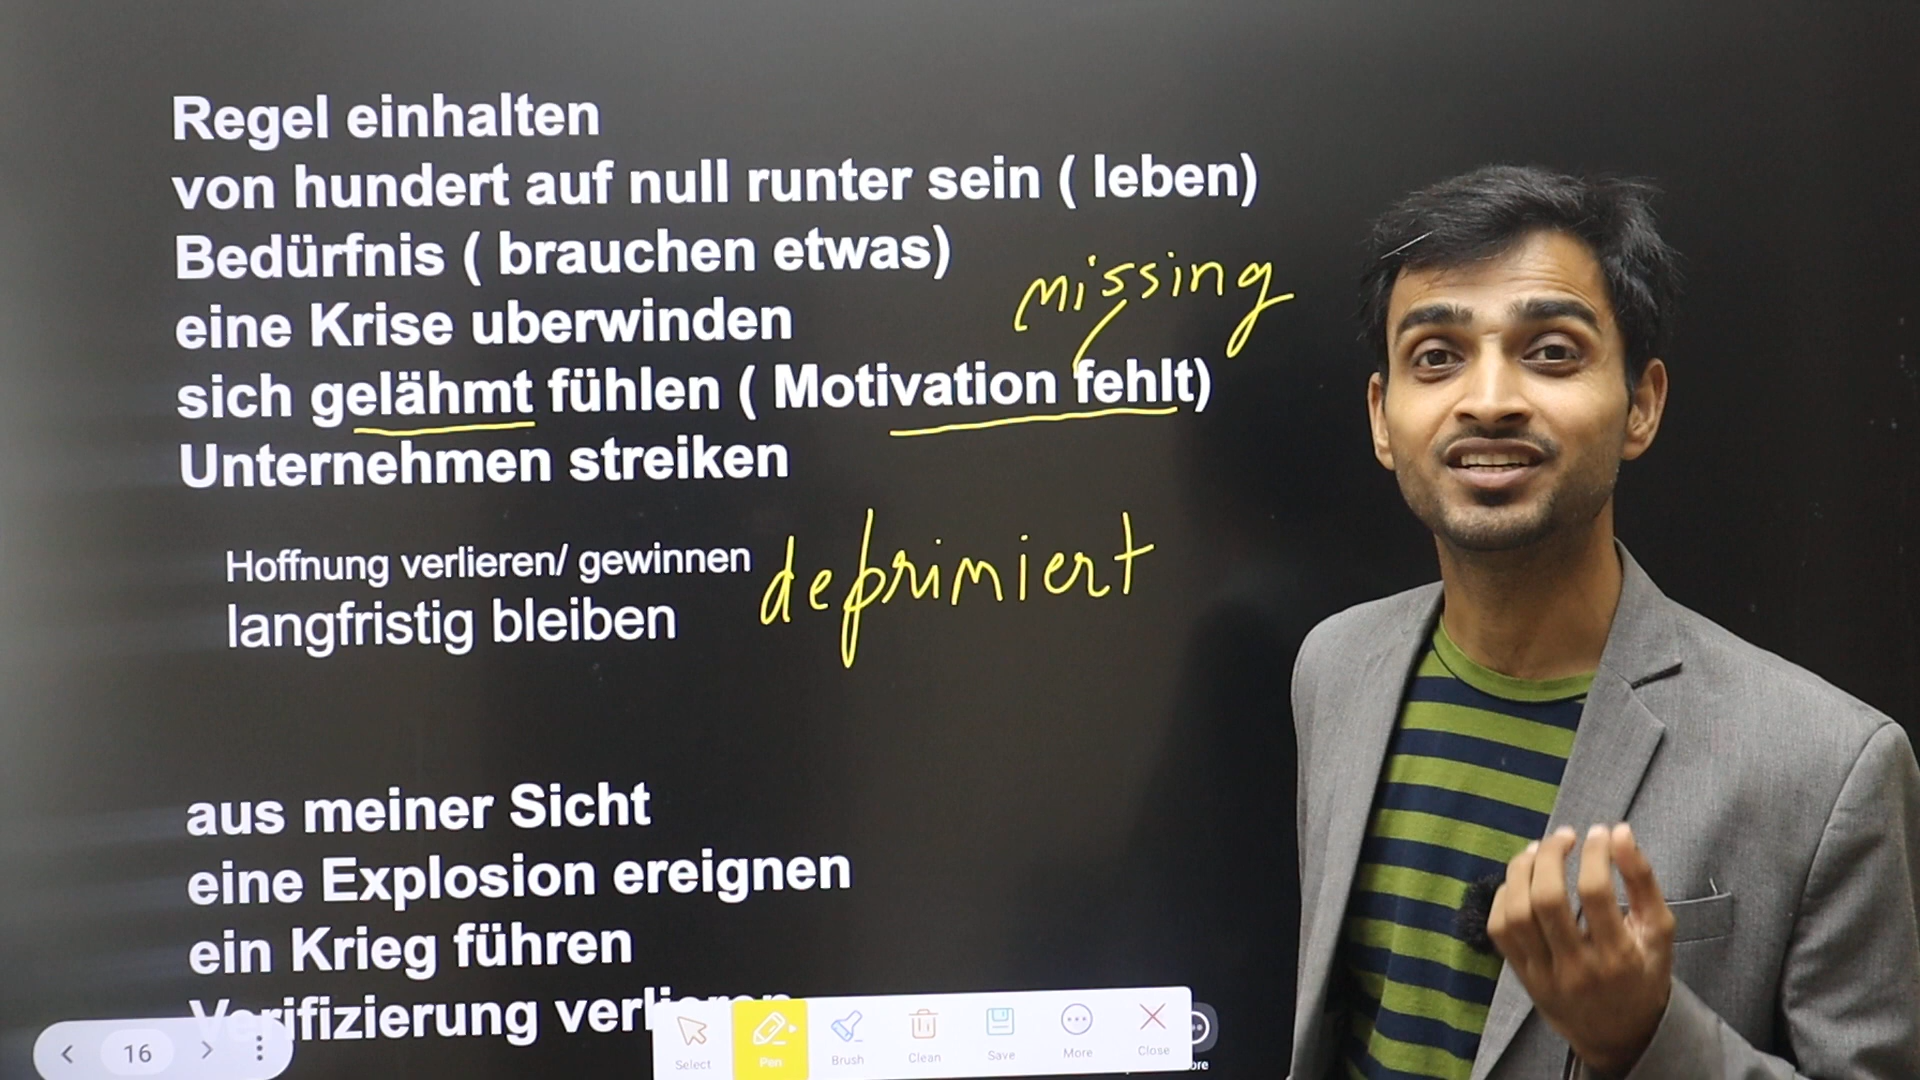 Regel einhalten
von hundert auf null runter sein ( leben)
Bedürfnis ( brauchen etwas)
missing
eine Krise uberwinden
sich gelähmt fühlen ( Motivation fehlt)
Unternehmen streiken
Hoffnung verlieren/ gewinnen
deprimiert
langfristig bleiben
aus meiner Sicht
eine Explosion ereignen
ein Krieg führen
Verifizierung verlieren
16
Select
Pen
Brush
Clean
Save
More
Close